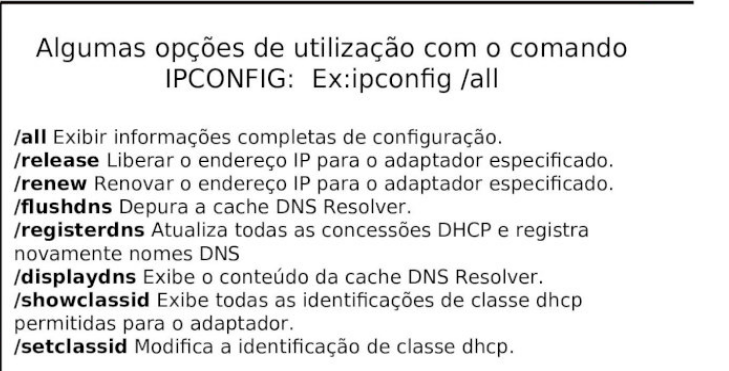 Algumas opções de utilização com o comando
IPCONFIG: Ex:ipconfig /all
/all Exibir informações completas de configuração.
/release Liberar o endereço IP para o adaptador especificado.
/renew Renovar o endereço IP para o adaptador especificado.
/flushdns Depura a cache DNS Resolver.
/registerdns Atualiza todas as concessões DHCP e registra
novamente nomes DNS
/displaydns Exibe o conteúdo da cache DNS Resolver.
/showclassid Exibe todas as identificações de classe dhcp
permitidas para o adaptador.
/setclassid Modifica a identificação de classe dhcp.